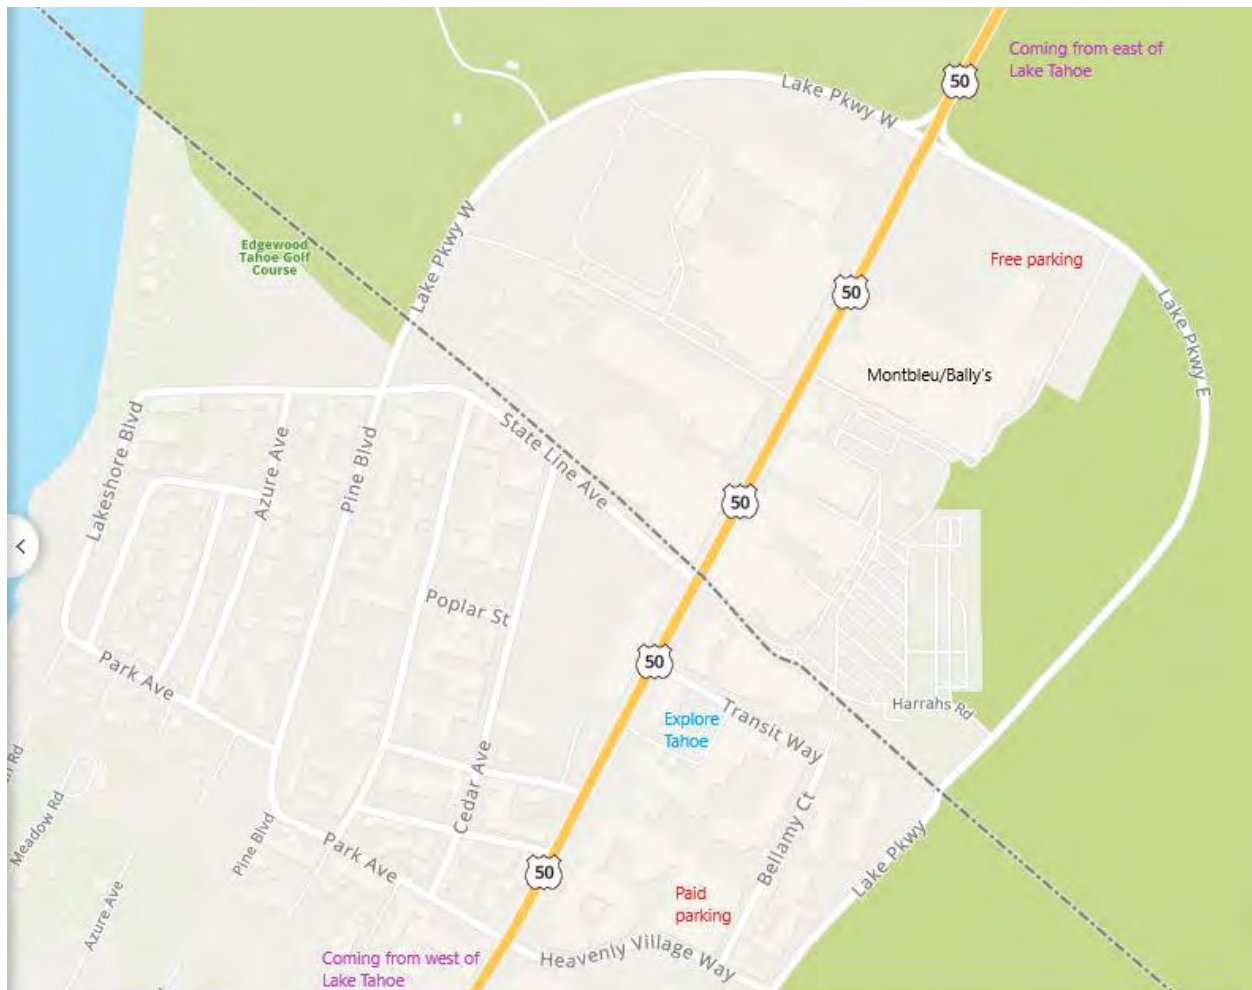 Coming from east of
Lake Tahoe
50
Lake Pkwy W
Lake Pkwy W
Edgewood
Tahoe Golf
Course
Free parking
50
Lake Pkwy E
Montbleu/Bally's
Lakeshore Blvd
Azure Ave
Pine Blvd
State Line Ave
50
Poplar St
50
Park Ave
Harrahs Rd
Explore
Tahoe
Transit Way
Meadow Rd
Cedar Ave
Pine Blvd
Park Ave
Bellamy Ct
Lake Pkwy
50
Azure Ave
Paid
parking
Coming from west of
Lake Tahoe
Heavenly Village Way